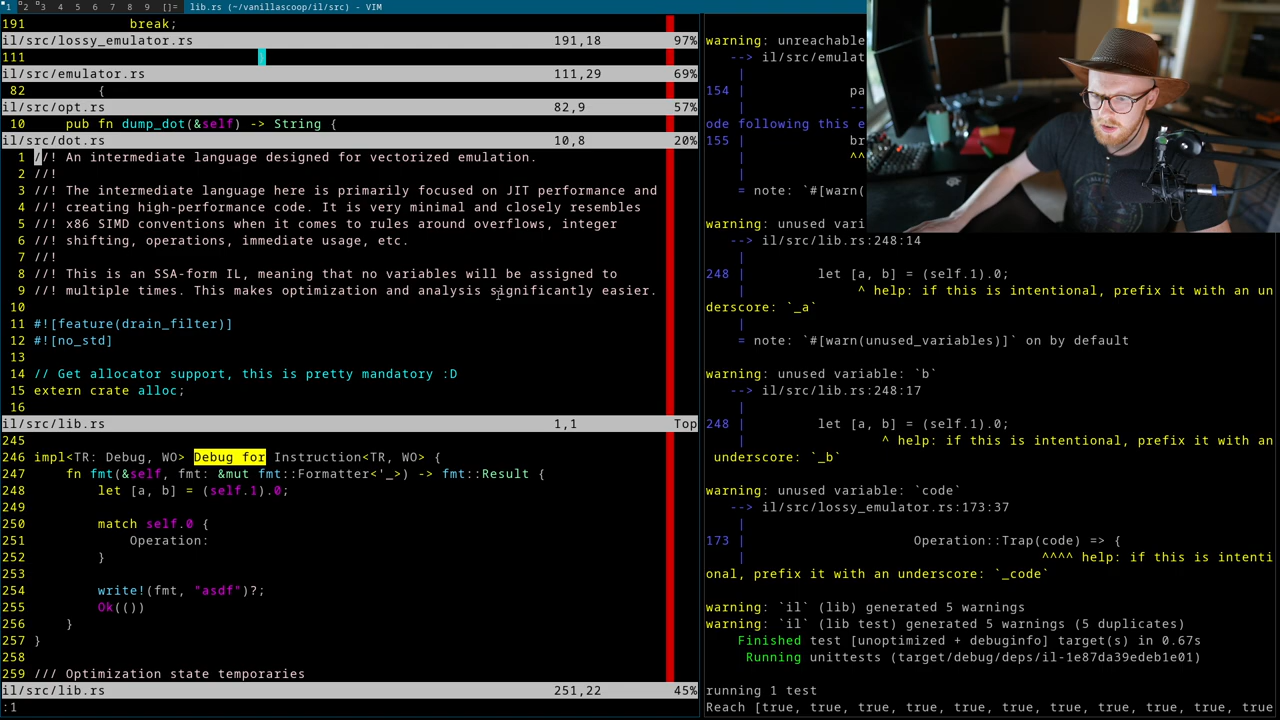 1 2 3 4 5 6 7 8 9 []= lib.rs (~/vanillascoop/il/src) - VIM
191             break;
il/src/lossy_emulator.rs 191,18 97%
111                             }
il/src/emulator.rs 111,29 69%
82         {
il/src/opt.rs 82,9 57%
10     pub fn dump_dot(&self) -> String {
il/src/dot.rs 10,8 20%
1 //! An intermediate language designed for vectorized emulation.
2 //!
3 //! The intermediate language here is primarily focused on JIT performance and
4 //! creating high-performance code. It is very minimal and closely resembles
5 //! x86 SIMD conventions when it comes to rules around overflows, integer
6 //! shifting, operations, immediate usage, etc.
7 //!
8 //! This is an SSA-form IL, meaning that no variables will be assigned to
9 //! multiple times. This makes optimization and analysis significantly easier.
10
11 #![feature(drain_filter)]
12 #![no_std]
13
14 // Get allocator support, this is pretty mandatory :D
15 extern crate alloc;
16
il/src/lib.rs 1,1 Top
245
246 impl<TR: Debug, WO> Debug for Instruction<TR, WO> {
247     fn fmt(&self, fmt: &mut fmt::Formatter<'_>) -> fmt::Result {
248         let [a, b] = (self.1).0;
249
250         match self.0 {
251             Operation:
252         }
253
254         write!(fmt, "asdf")?;
255         Ok(())
256     }
257 }
258
259 /// Optimization state temporaries
il/src/lib.rs 251,22 45%
:1
warning: unreachable
--> il/src/emulat
|
154 |             pa
|             --
ode following this e
155 |             br
|             ^^
|
= note: `#[warn(
warning: unused vari
--> il/src/lib.rs:248:14
|
248 |         let [a, b] = (self.1).0;
|              ^ help: if this is intentional, prefix it with an un
derscore: `_a`
|
= note: `#[warn(unused_variables)]` on by default
warning: unused variable: `b`
--> il/src/lib.rs:248:17
|
248 |         let [a, b] = (self.1).0;
|                 ^ help: if this is intentional, prefix it with an
underscore: `_b`
warning: unused variable: `code`
--> il/src/lossy_emulator.rs:173:37
|
173 |                     Operation::Trap(code) => {
|                                     ^^^^ help: if this is intenti
onal, prefix it with an underscore: `_code`
warning: `il` (lib) generated 5 warnings
warning: `il` (lib test) generated 5 warnings (5 duplicates)
Finished test [unoptimized + debuginfo] target(s) in 0.67s
Running unittests (target/debug/deps/il-1e87da39edeb1e01)
running 1 test
Reach [true, true, true, true, true, true, true, true, true, true, true